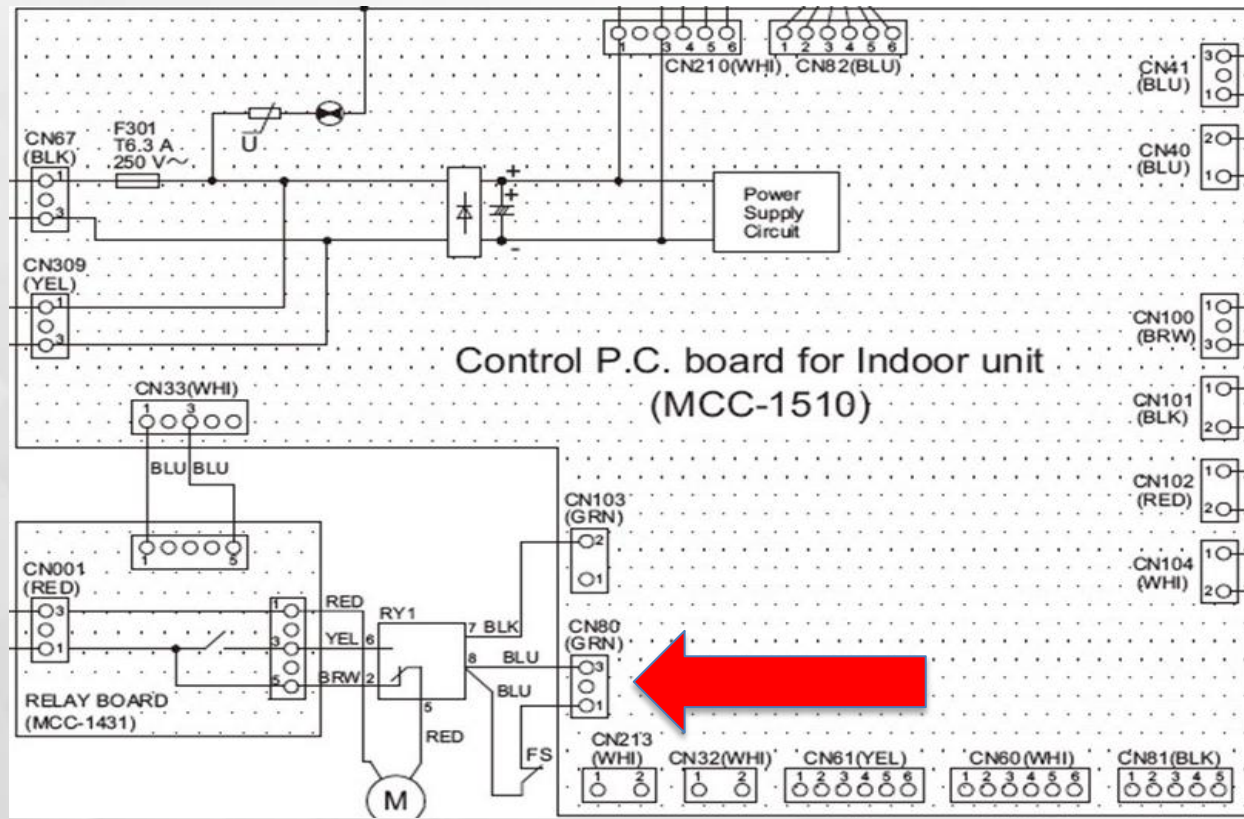 1 3 4 5 6
1 2 3 4 5 6
CN210(WHI) CN82(BLU)
3
CN41
(BLU)
1
F301
T6.3 A
250 V～
U
CN67
(BLK)
1
3
2
CN40
(BLU)
1
+
+
-
Power
Supply
Circuit
CN309
(YEL)
1
3
1
CN100
(BRW)
3
Control P.C. board for Indoor unit
(MCC-1510)
CN33(WHI)
1 3
1
CN101
(BLK)
2
BLU BLU
1
CN102
(RED)
2
CN103
(GRN)
2
1
1 5
1
CN104
(WHI)
2
CN001
(RED)
3
1
1
3
5
RED
YEL 6
BRW 2
RY1
7 BLK
8 BLU
BLU
5
RED
CN80
(GRN)
3
1
RELAY BOARD
(MCC-1431)
FS
M
CN213
(WHI)
1 2
CN32(WHI)
1 2
CN61(YEL)
1 2 3 4 5 6
CN60(WHI)
1 2 3 4 5 6
CN81(BLK)
1 2 3 4 5